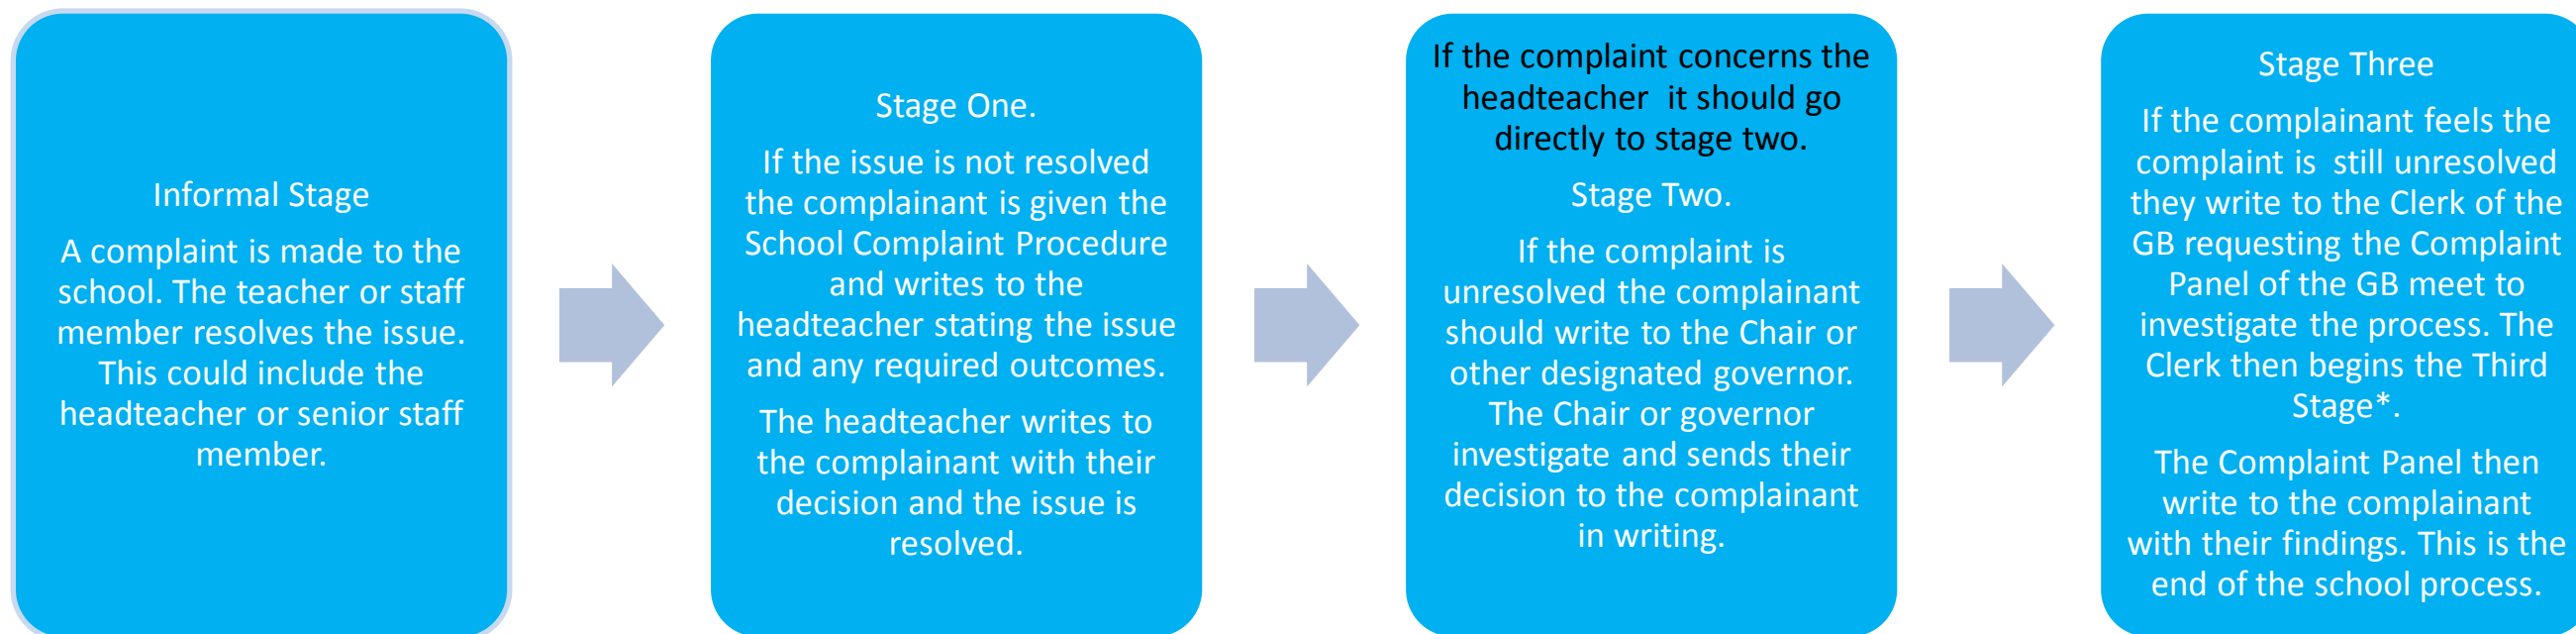 Informal Stage
A complaint is made to the
school. The teacher or staff
member resolves the issue.
This could include the
headteacher or senior staff
member.
Stage One.
If the issue is not resolved
the complainant is given the
School Complaint Procedure
and writes to the
headteacher stating the issue
and any required outcomes.
The headteacher writes to
the complainant with their
decision and the issue is
resolved.
If the complaint concerns the
headteacher it should go
directly to stage two.
Stage Two.
If the complaint is
unresolved the complainant
should write to the Chair or
other designated governor.
The Chair or governor
investigate and sends their
decision to the complainant
in writing.
Stage Three
If the complainant feels the
complaint is still unresolved
they write to the Clerk of the
GB requesting the Complaint
Panel of the GB meet to
investigate the process. The
Clerk then begins the Third
Stage*.
The Complaint Panel then
write to the complainant
with their findings. This is the
end of the school process.